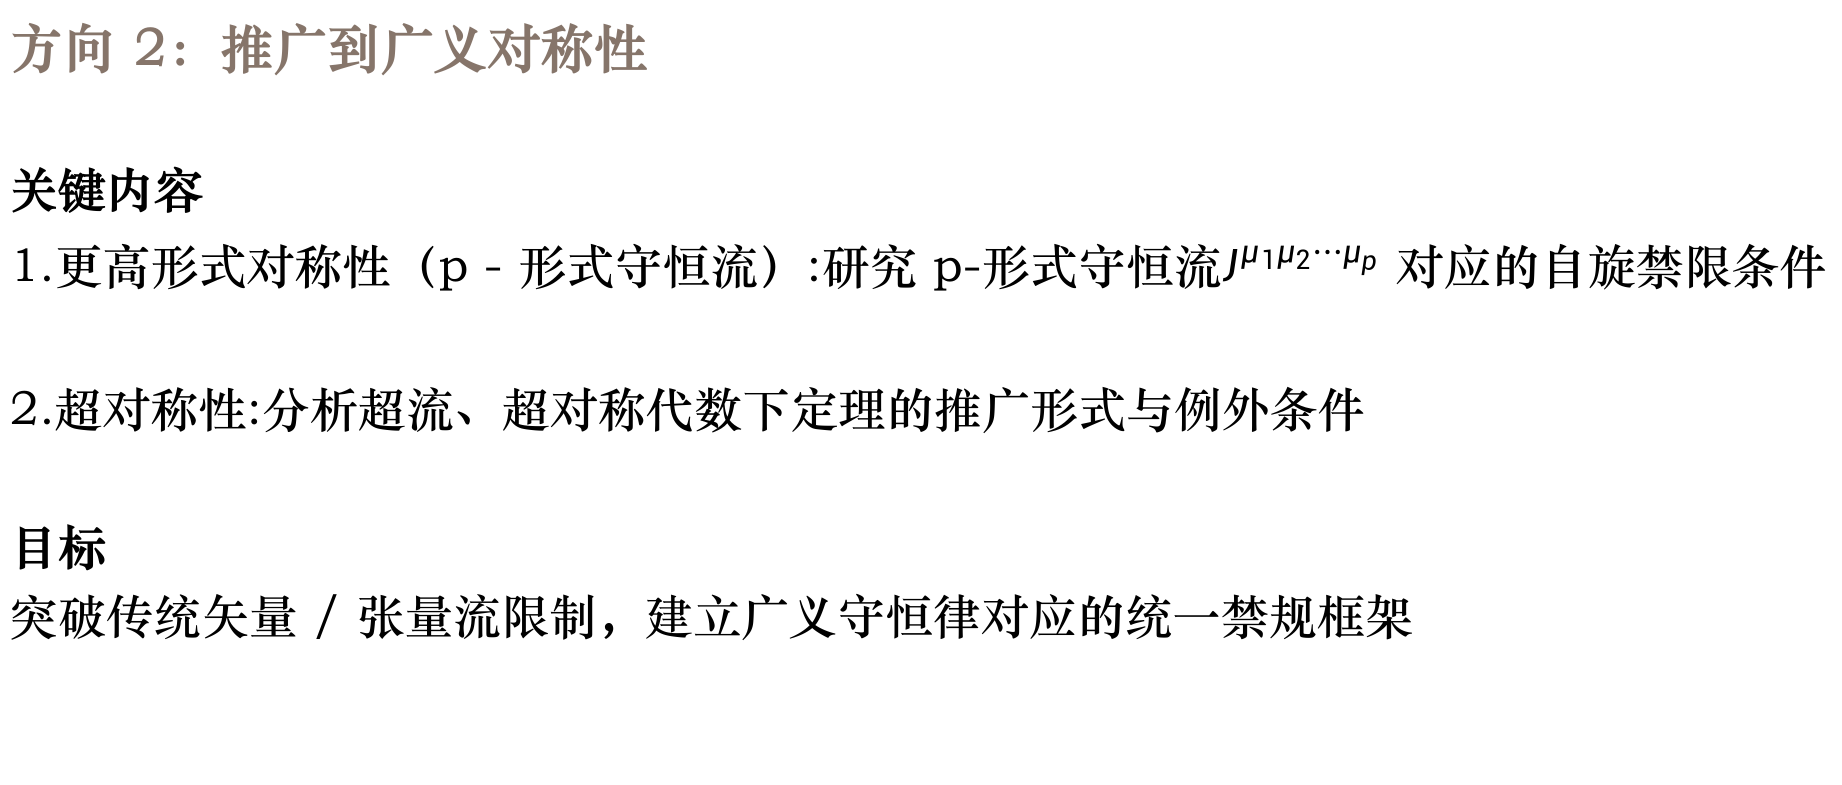 方向 2：推广到广义对称性
关键内容
1.更高形式对称性（p - 形式守恒流）:研究 p-形式守恒流J^{μ₁μ₂⋯μₚ} 对应的自旋禁限条件
2.超对称性:分析超流、超对称代数下定理的推广形式与例外条件
目标
突破传统矢量 / 张量流限制，建立广义守恒律对应的统一禁规框架